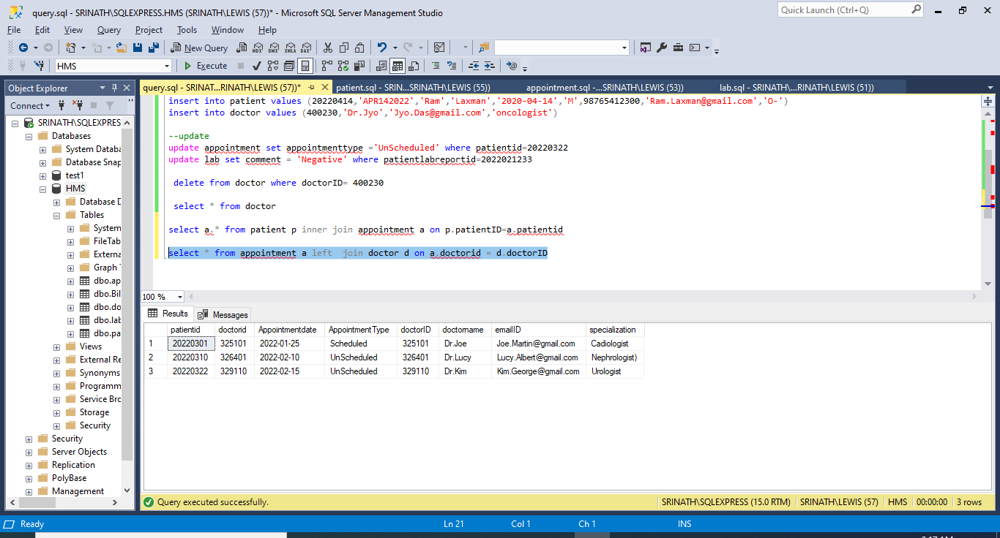 query.sql - SRINATH\SQLEXPRESS.HMS (SRINATH\LEWIS (57))* - Microsoft SQL Server Management Studio
Quick Launch (Ctrl+Q)
File Edit View Query Project Tools Window Help
New Query MDX DMX XMLA DAX
HMS Execute
Object Explorer
query.sql - SRINAT...RINATH\LEWIS (57))* patient.sql - SRIN...SRINATH\LEWIS (55)) appointment.sql -...SRINATH\LEWIS (53)) lab.sql - SRINATH\...RINATH\LEWIS (51))
Connect
SRINATH\SQLEXPRES
Databases
System Databa
Database Snap
test1
HMS
Database D
Tables
System
FileTab
Externa
Graph T
dbo.ap
dbo.Bil
dbo.do
dbo.lab
dbo.pa
Views
External Re
Synonyms
Programm
Service Bro
Storage
Security
Security
Server Objects
Replication
PolyBase
Management
insert into patient values (20220414,'APR142022','Ram','Laxman','2020-04-14','M',98765412300,'Ram.Laxman@gmail.com','O-')
insert into doctor values (400230,'Dr.Jyo','Jyo.Das@gmail.com','oncologist')
--update
update appointment set appointmenttype ='UnScheduled' where patientid=20220322
update lab set comment = 'Negative' where patientlabreportid=2022021233
delete from doctor where doctorID= 400230
select * from doctor
select a.* from patient p inner join appointment a on p.patientID=a.patientid
select * from appointment a left  join doctor d on a.doctorid = d.doctorID
100 %
Results Messages
patientid doctorid Appointmentdate AppointmentType doctorID doctorname emailID specialization
1 20220301 325101 2022-01-25 Scheduled 325101 Dr.Joe Joe.Martin@gmail.com Cadiologist
2 20220310 326401 2022-02-10 UnScheduled 326401 Dr.Lucy Lucy.Albert@gmail.com Nephrologist)
3 20220322 329110 2022-02-15 UnScheduled 329110 Dr.Kim Kim.George@gmail.com Urologist
Query executed successfully. SRINATH\SQLEXPRESS (15.0 RTM) SRINATH\LEWIS (57) HMS 00:00:00 3 rows
Ready Ln 21 Col 1 Ch 1 INS